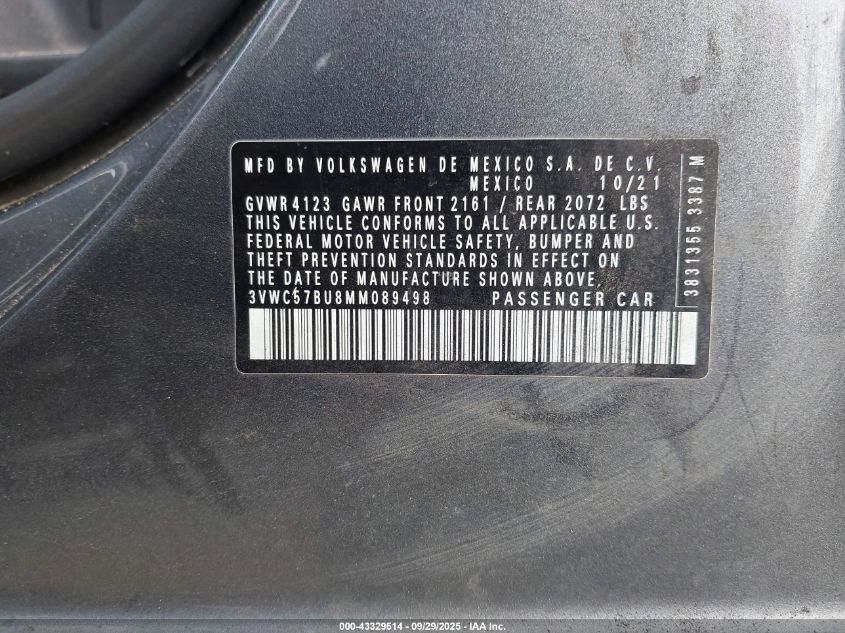 MFD BY VOLKSWAGEN DE MEXICO S.A. DE C.V.
MEXICO 10/21
GVWR 4123 GAWR FRONT 2161 / REAR 2072 LBS
THIS VEHICLE CONFORMS TO ALL APPLICABLE U.S.
FEDERAL MOTOR VEHICLE SAFETY, BUMPER AND
THEFT PREVENTION STANDARDS IN EFFECT ON
THE DATE OF MANUFACTURE SHOWN ABOVE.
3VWC57BU8MM089498 PASSENGER CAR
3831355 3387 M
000-43329514 / 09/29/2025 - IAA Inc.